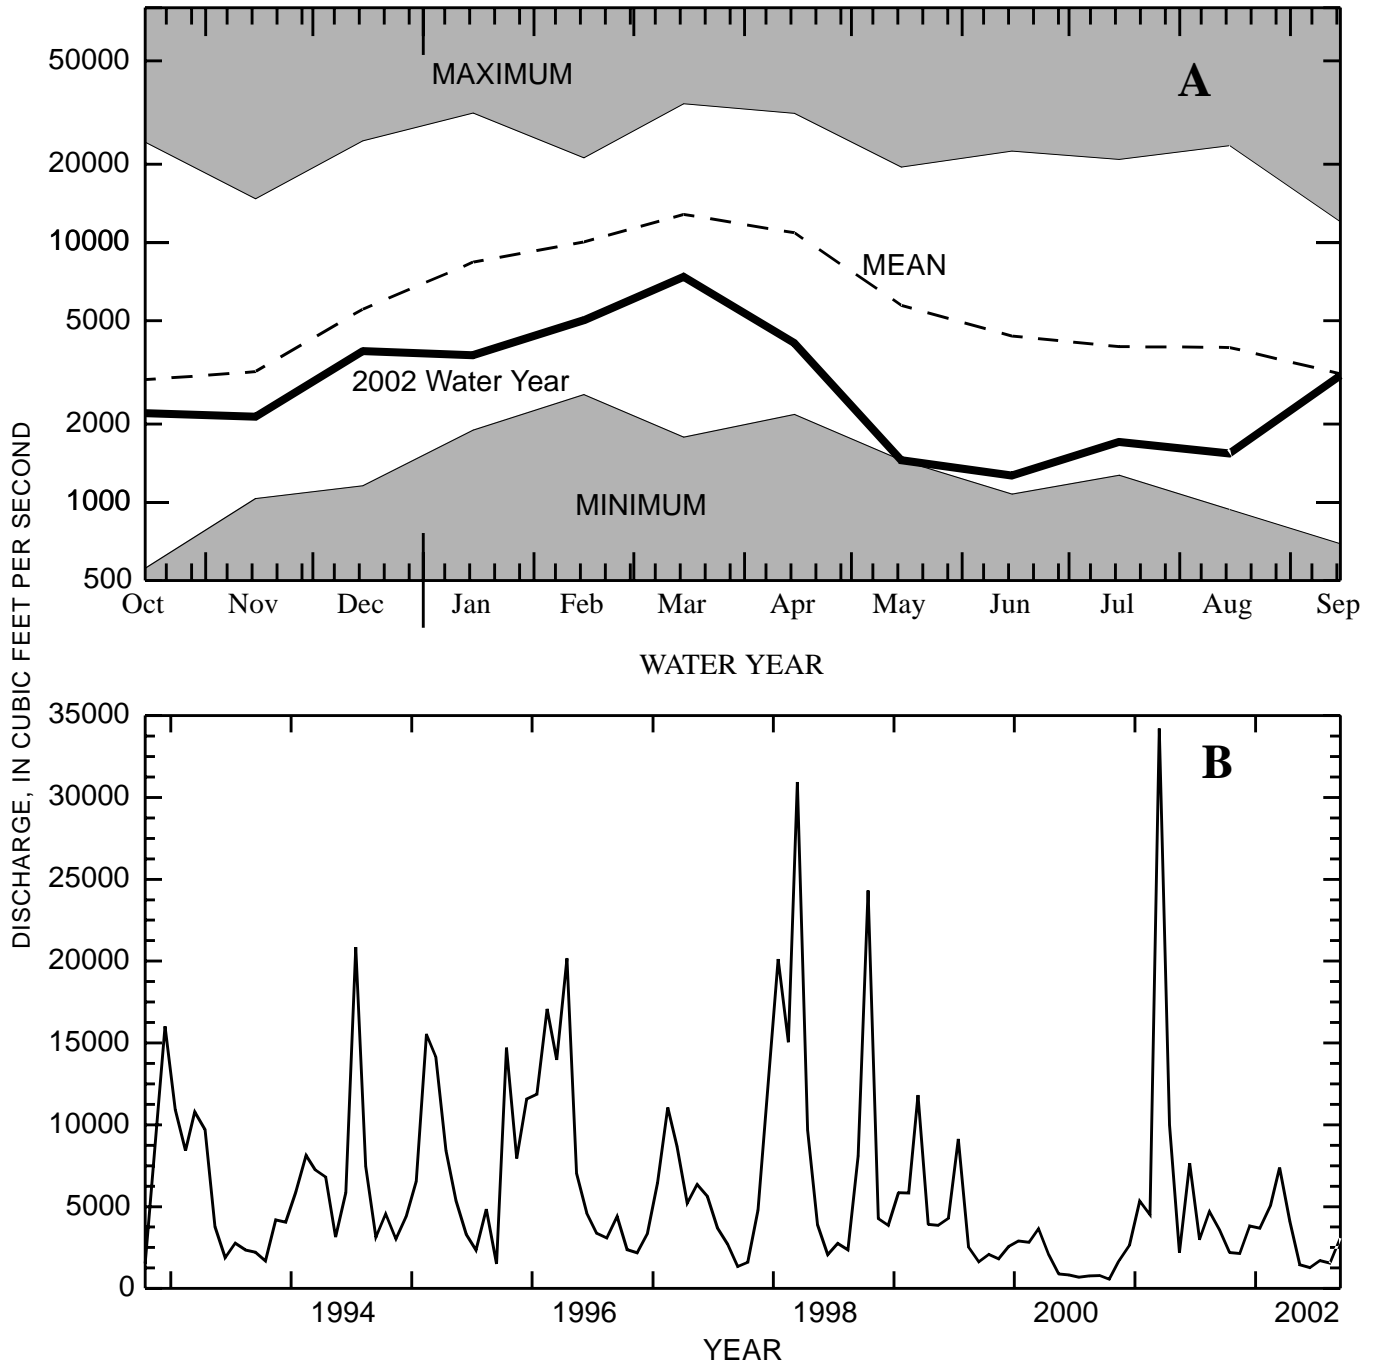 50000
MAXIMUM
A
20000
10000
MEAN
5000
2002 Water Year
2000
1000
MINIMUM
500
Oct Nov Dec Jan Feb Mar Apr May Jun Jul Aug Sep
WATER YEAR
DISCHARGE, IN CUBIC FEET PER SECOND
35000
B
30000
25000
20000
15000
10000
5000
0
1994 1996 1998 2000 2002
YEAR